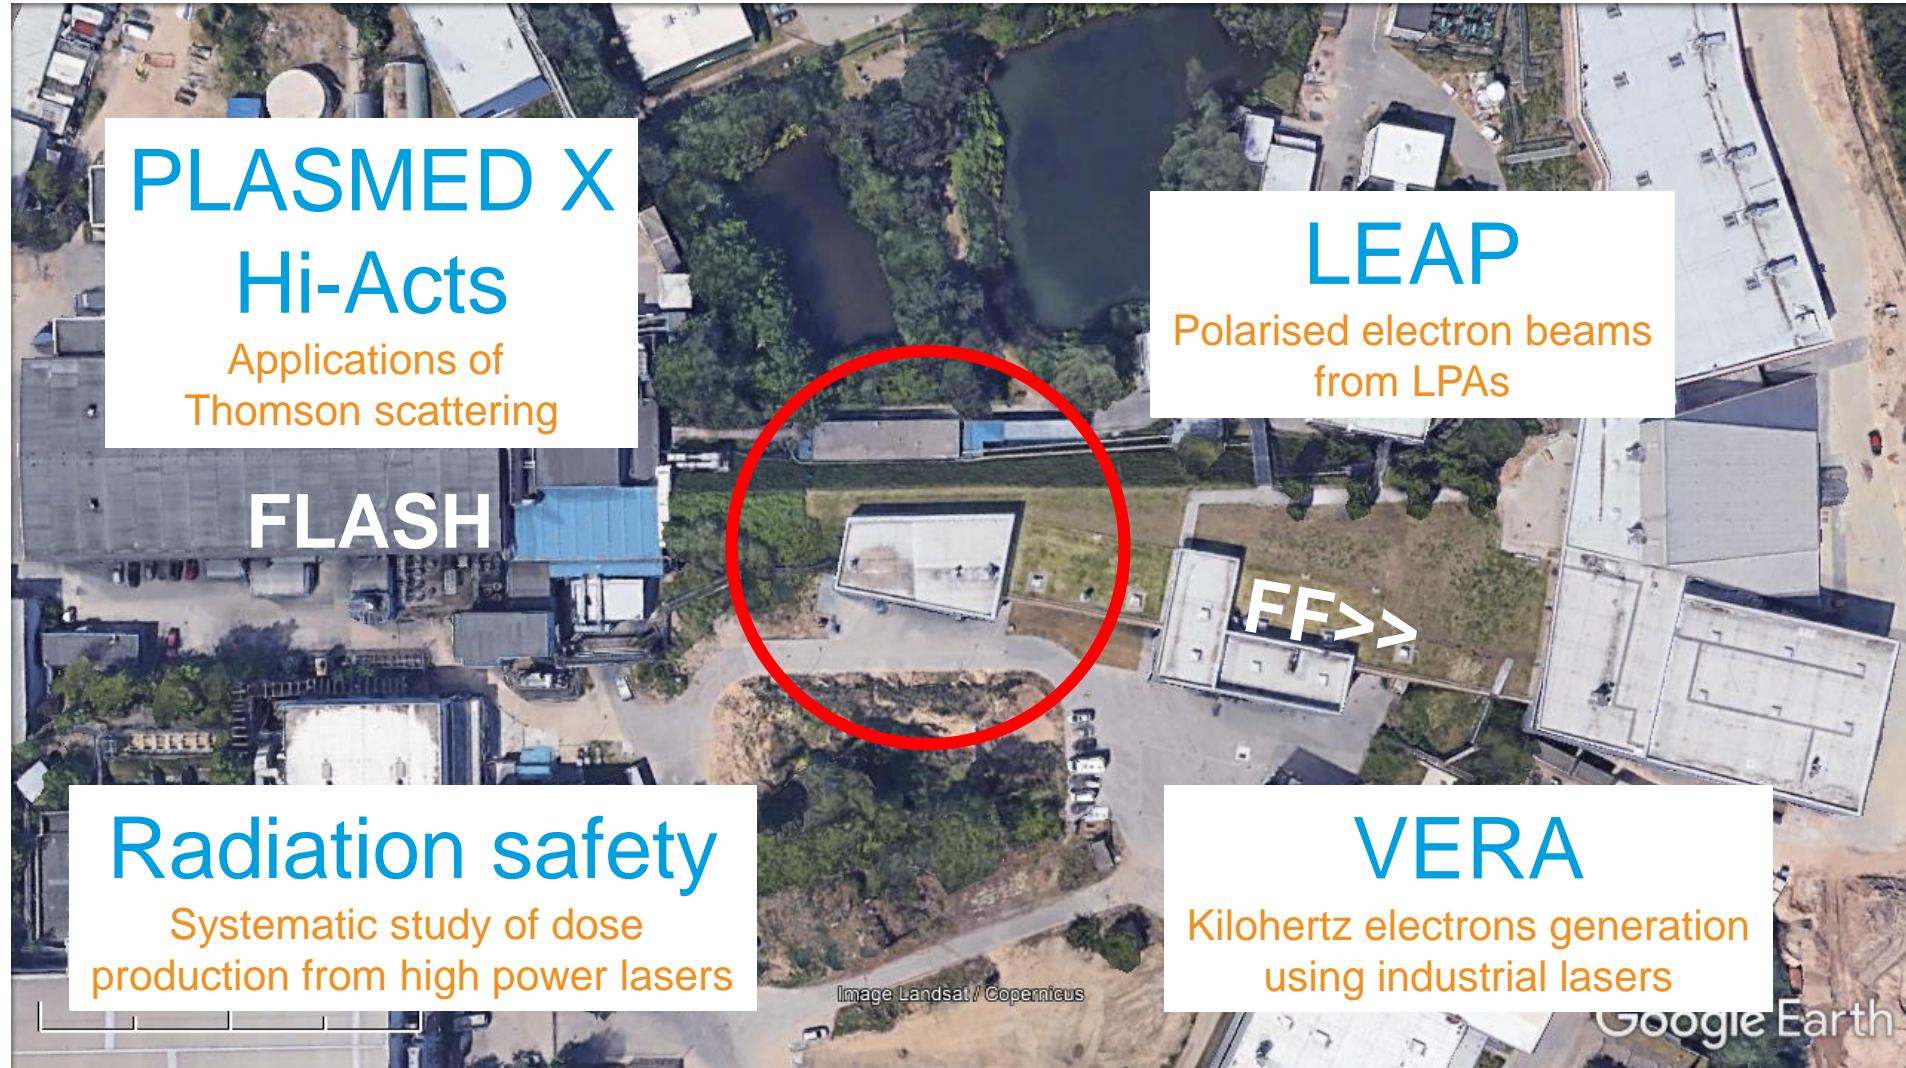 PLASMED X
Hi-Acts
Applications of
Thomson scattering
LEAP
Polarised electron beams
from LPAs
FLASH
FF>>
Radiation safety
Systematic study of dose
production from high power lasers
VERA
Kilohertz electrons generation
using industrial lasers
Image Landsat / Copernicus
Google Earth